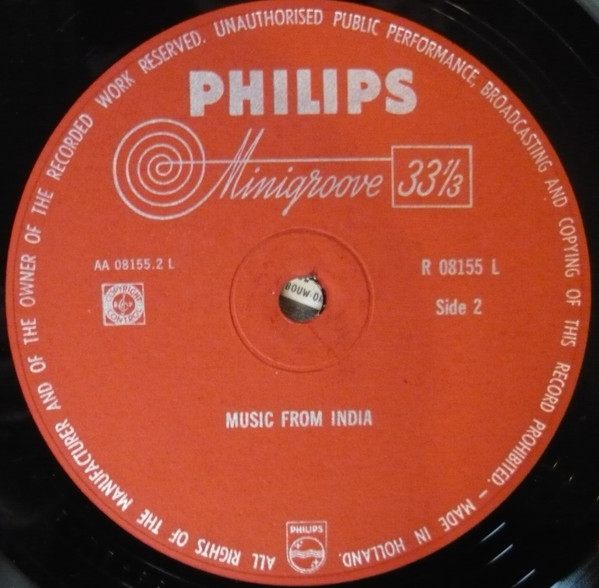 ALL RIGHTS OF THE MANUFACTURER AND OF THE OWNER OF THE RECORDED WORK RESERVED. UNAUTHORISED PUBLIC PERFORMANCE, BROADCASTING AND COPYING OF THIS RECORD PROHIBITED. – MADE IN HOLLAND.
PHILIPS
Minigroove 33⅓
AA 08155.2 L
R 08155 L
COPYRIGHT
CONTROL
Side 2
MUSIC FROM INDIA
PHILIPS